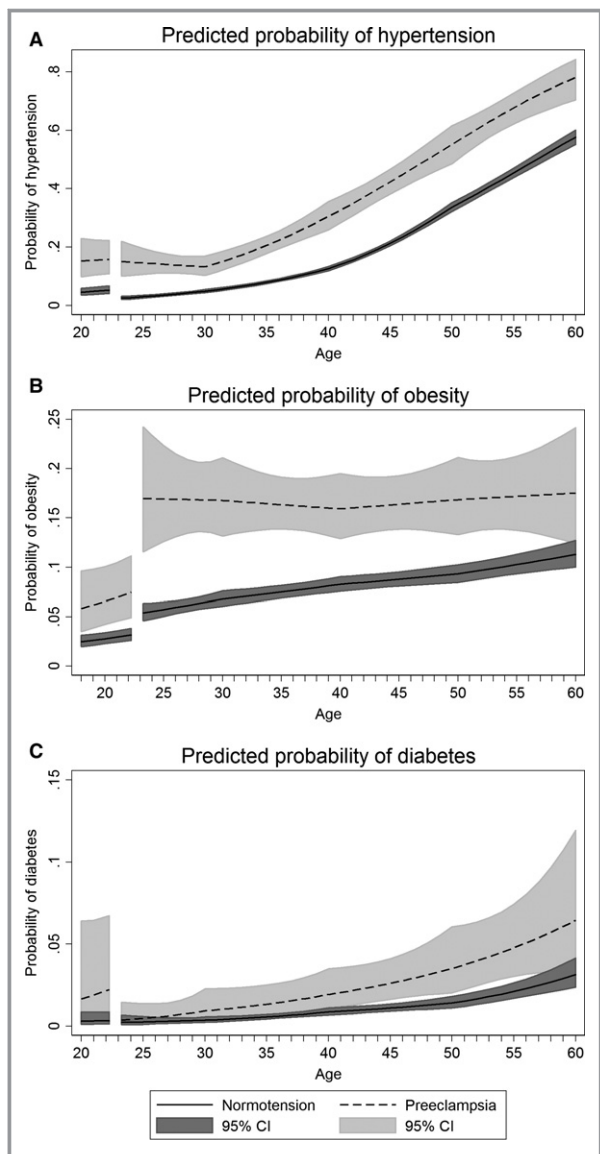 A
Predicted probability of hypertension
Probability of hypertension
.8
.6
.4
.2
0
20 25 30 35 40 45 50 55 60
Age
B
Predicted probability of obesity
Probability of obesity
.25
.2
.15
.1
.05
0
20 25 30 35 40 45 50 55 60
Age
C
Predicted probability of diabetes
Probability of diabetes
.15
.1
.05
0
20 25 30 35 40 45 50 55 60
Age
Normotension Preeclampsia
95% CI 95% CI